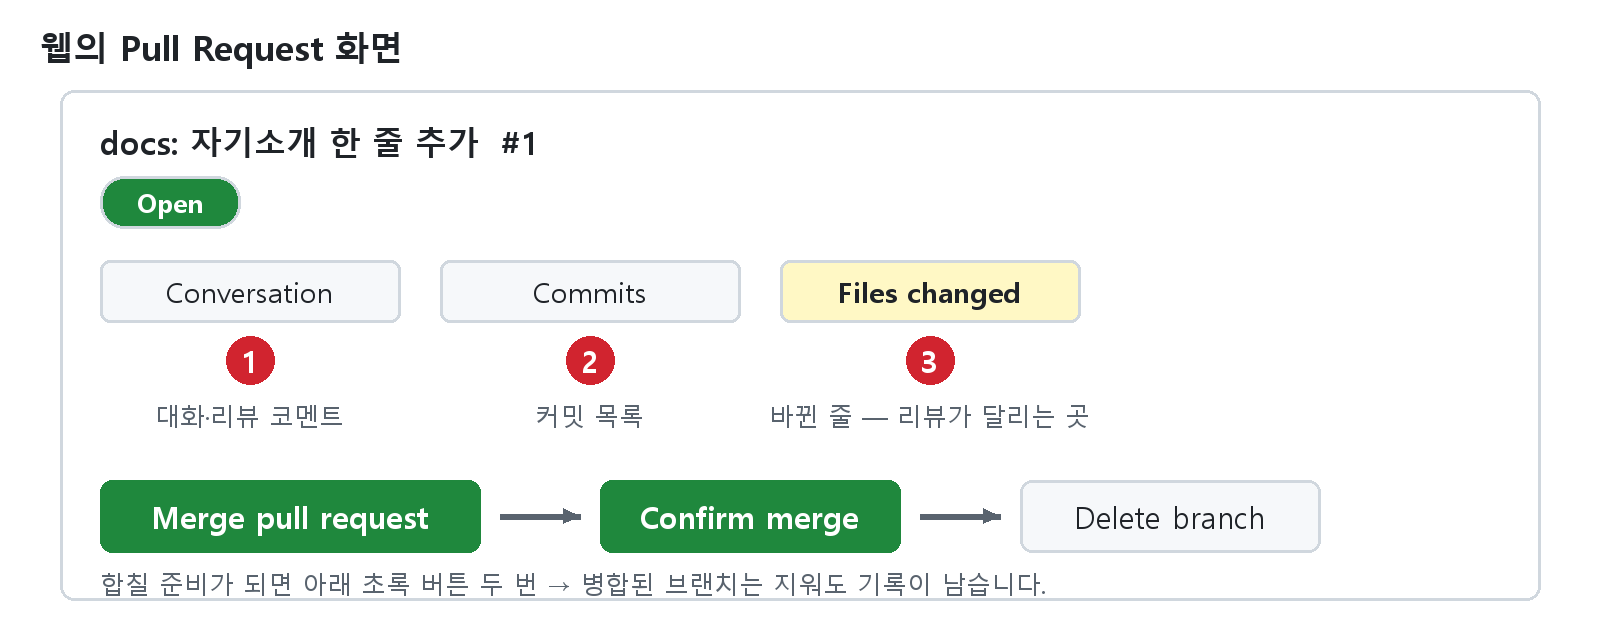 웹의 Pull Request 화면
docs: 자기소개 한 줄 추가 #1
Open
Conversation
Commits
Files changed
1
2
3
대화·리뷰 코멘트
커밋 목록
바뀐 줄 — 리뷰가 달리는 곳
Merge pull request
Confirm merge
Delete branch
합칠 준비가 되면 아래 초록 버튼 두 번 → 병합된 브랜치는 지워도 기록이 남습니다.